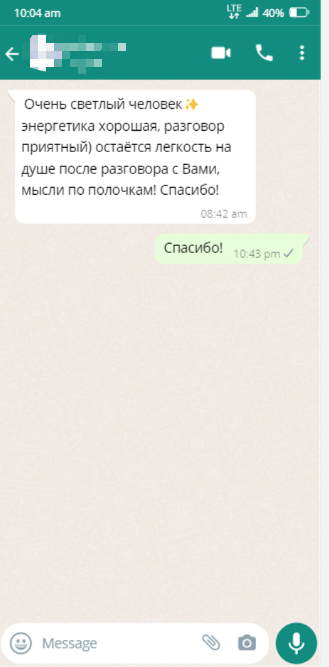 10:04 am LTE 40%
Очень светлый человек✨
энергетика хорошая, разговор
приятный) остаётся легкость на
душе после разговора с Вами,
мысли по полочкам! Спасибо!
08:42 am
Спасибо! 10:43 pm
Message